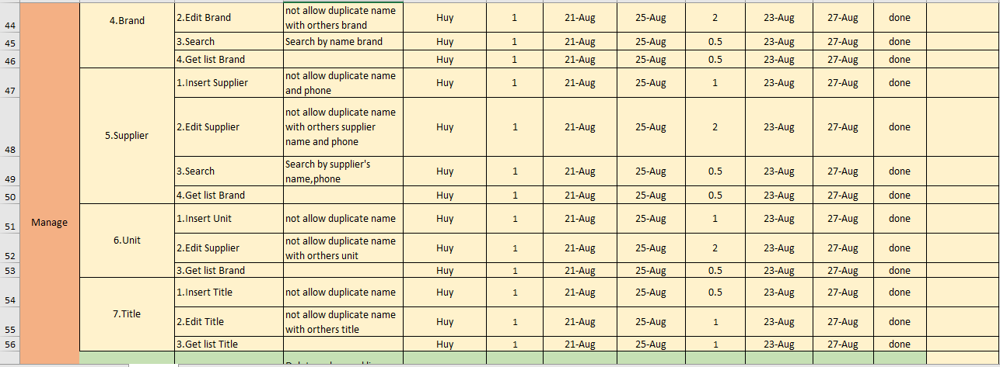 44 4.Brand 2.Edit Brand not allow duplicate name with orthers brand Huy 1 21-Aug 25-Aug 2 23-Aug 27-Aug done
45 3.Search Search by name brand Huy 1 21-Aug 25-Aug 0.5 23-Aug 27-Aug done
46 4.Get list Brand Huy 1 21-Aug 25-Aug 0.5 23-Aug 27-Aug done
47 1.Insert Supplier not allow duplicate name and phone Huy 1 21-Aug 25-Aug 1 23-Aug 27-Aug done
48 5.Supplier 2.Edit Supplier not allow duplicate name with orthers supplier name and phone Huy 1 21-Aug 25-Aug 2 23-Aug 27-Aug done
49 3.Search Search by supplier's name,phone Huy 1 21-Aug 25-Aug 0.5 23-Aug 27-Aug done
50 4.Get list Brand Huy 1 21-Aug 25-Aug 0.5 23-Aug 27-Aug done
51 Manage 1.Insert Unit not allow duplicate name Huy 1 21-Aug 25-Aug 1 23-Aug 27-Aug done
52 6.Unit 2.Edit Supplier not allow duplicate name with orthers unit Huy 1 21-Aug 25-Aug 2 23-Aug 27-Aug done
53 3.Get list Brand Huy 1 21-Aug 25-Aug 0.5 23-Aug 27-Aug done
54 1.Insert Title not allow duplicate name Huy 1 21-Aug 25-Aug 0.5 23-Aug 27-Aug done
55 7.Title 2.Edit Title not allow duplicate name with orthers title Huy 1 21-Aug 25-Aug 1 23-Aug 27-Aug done
56 3.Get list Title Huy 1 21-Aug 25-Aug 1 23-Aug 27-Aug done